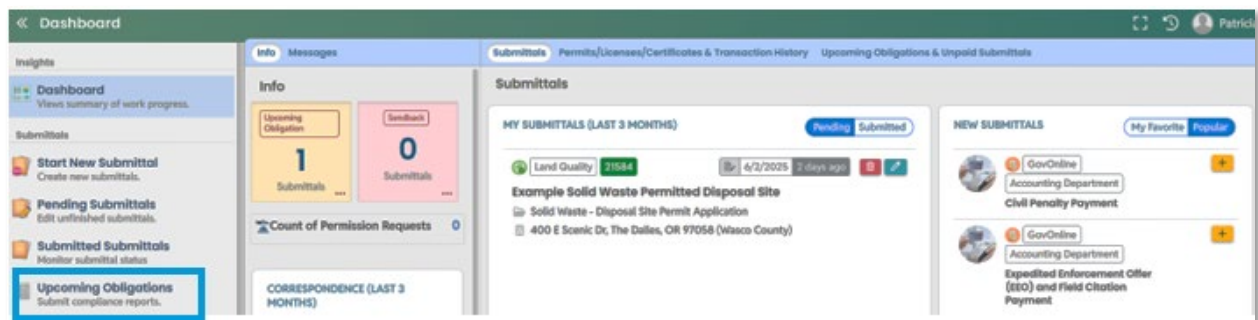 Dashboard
Patricia
Insights
Dashboard
Views summary of work progress.
Submittals
Start New Submittal
Create new submittals.
Pending Submittals
Edit unfinished submittals.
Submitted Submittals
Monitor submittal status
Upcoming Obligations
Submit compliance reports.
Info Messages
Info
Upcoming
Obligation
1
Submittals
...
Sendback
0
Submittals
...
Count of Permission Requests 0
CORRESPONDENCE (LAST 3
MONTHS)
Submittals Permits/Licenses/Certificates & Transaction History Upcoming Obligations & Unpaid Submittals
Submittals
MY SUBMITTALS (LAST 3 MONTHS) Pending Submitted
Land Quality 21584 6/2/2025 7 days ago
Example Solid Waste Permitted Disposal Site
Solid Waste - Disposal Site Permit Application
400 E Scenic Dr, The Dalles, OR 97058 (Wasco County)
NEW SUBMITTALS My Favorite Popular
GovOnline +
Accounting Department
Civil Penalty Payment
GovOnline +
Accounting Department
Expedited Enforcement Offer
(EEO) and Field Citation
Payment